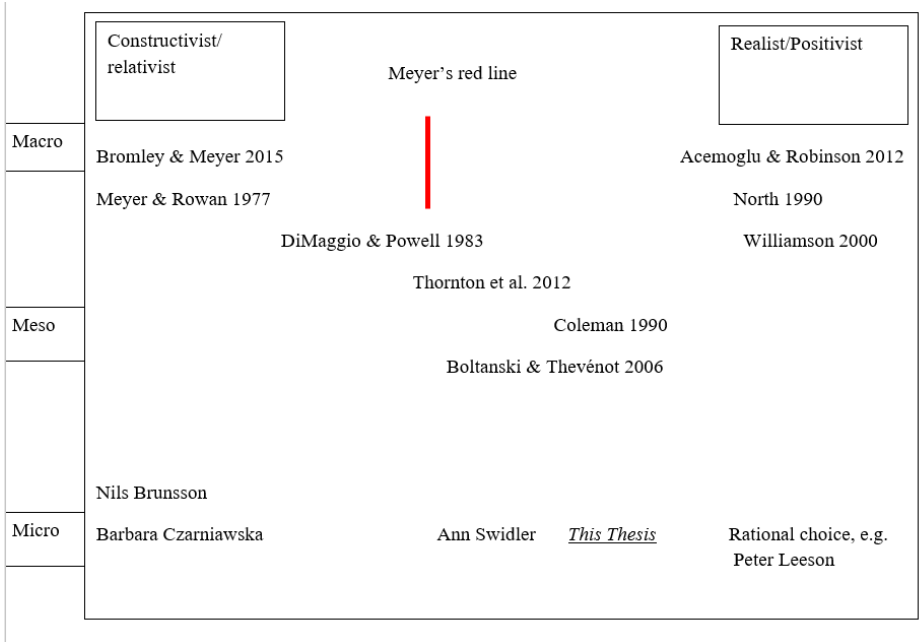 Constructivist/
relativist
Realist/Positivist
Meyer’s red line
Macro
Bromley & Meyer 2015
Acemoglu & Robinson 2012
Meyer & Rowan 1977
North 1990
DiMaggio & Powell 1983
Williamson 2000
Thornton et al. 2012
Meso
Coleman 1990
Boltanski & Thevénot 2006
Nils Brunsson
Micro
Barbara Czarniawska
Ann Swidler
This Thesis
Rational choice, e.g.
Peter Leeson